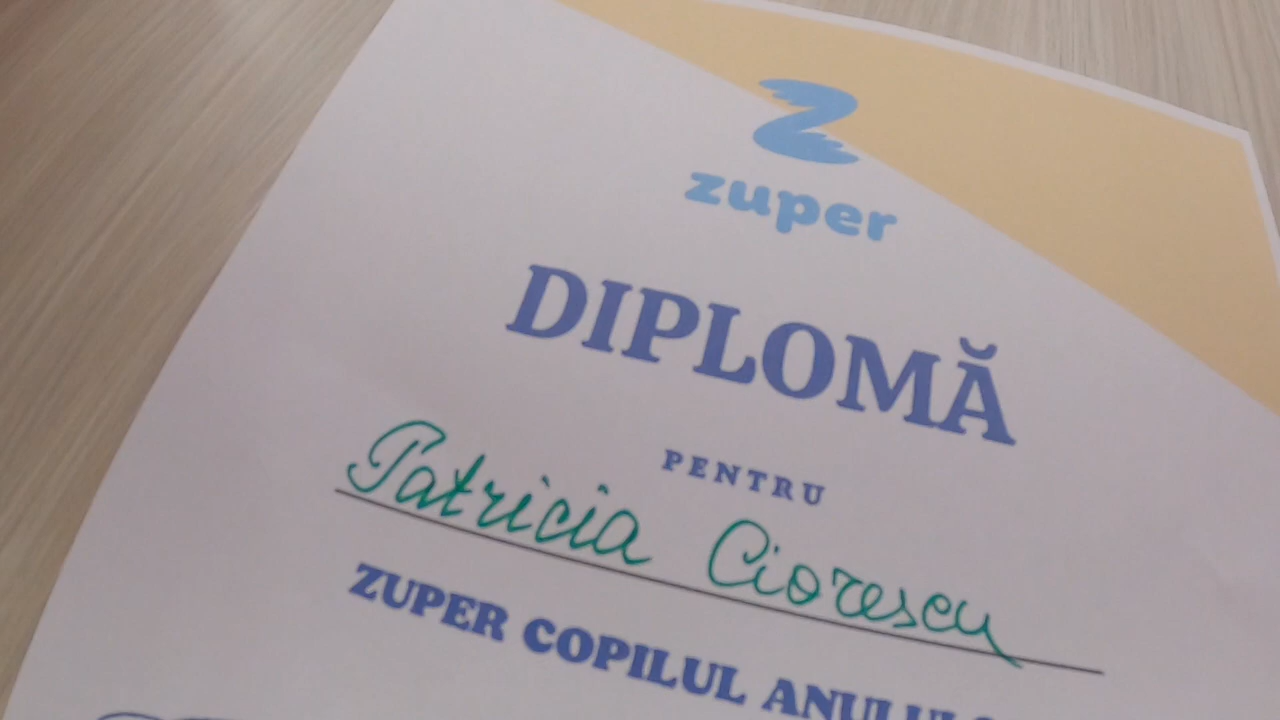 zuper
DIPLOMĂ
PENTRU
Patricia Ciorescu
ZUPER COPILUL